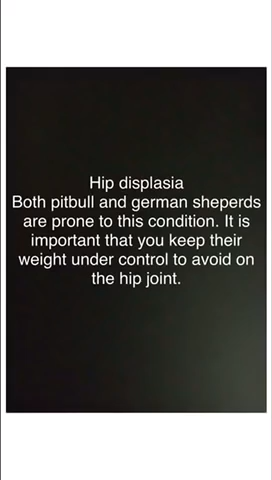 Hip displasia
Both pitbull and german sheperds
are prone to this condition. It is
important that you keep their
weight under control to avoid on
the hip joint.